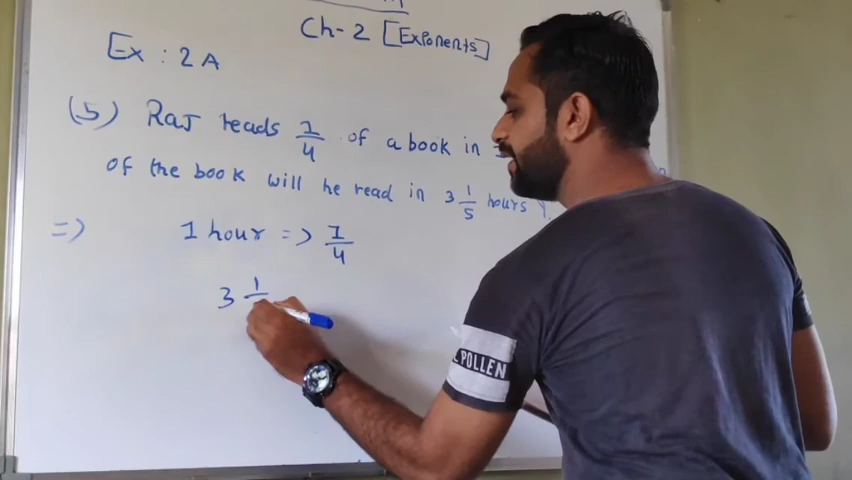 Ch-2 [Exponents]
Ex : 2A
(5) Raj reads 1/4 of a book in
of the book will he read in 3 1/5 hours ?
=> 1 hour => 1/4
3 1
POLLEN